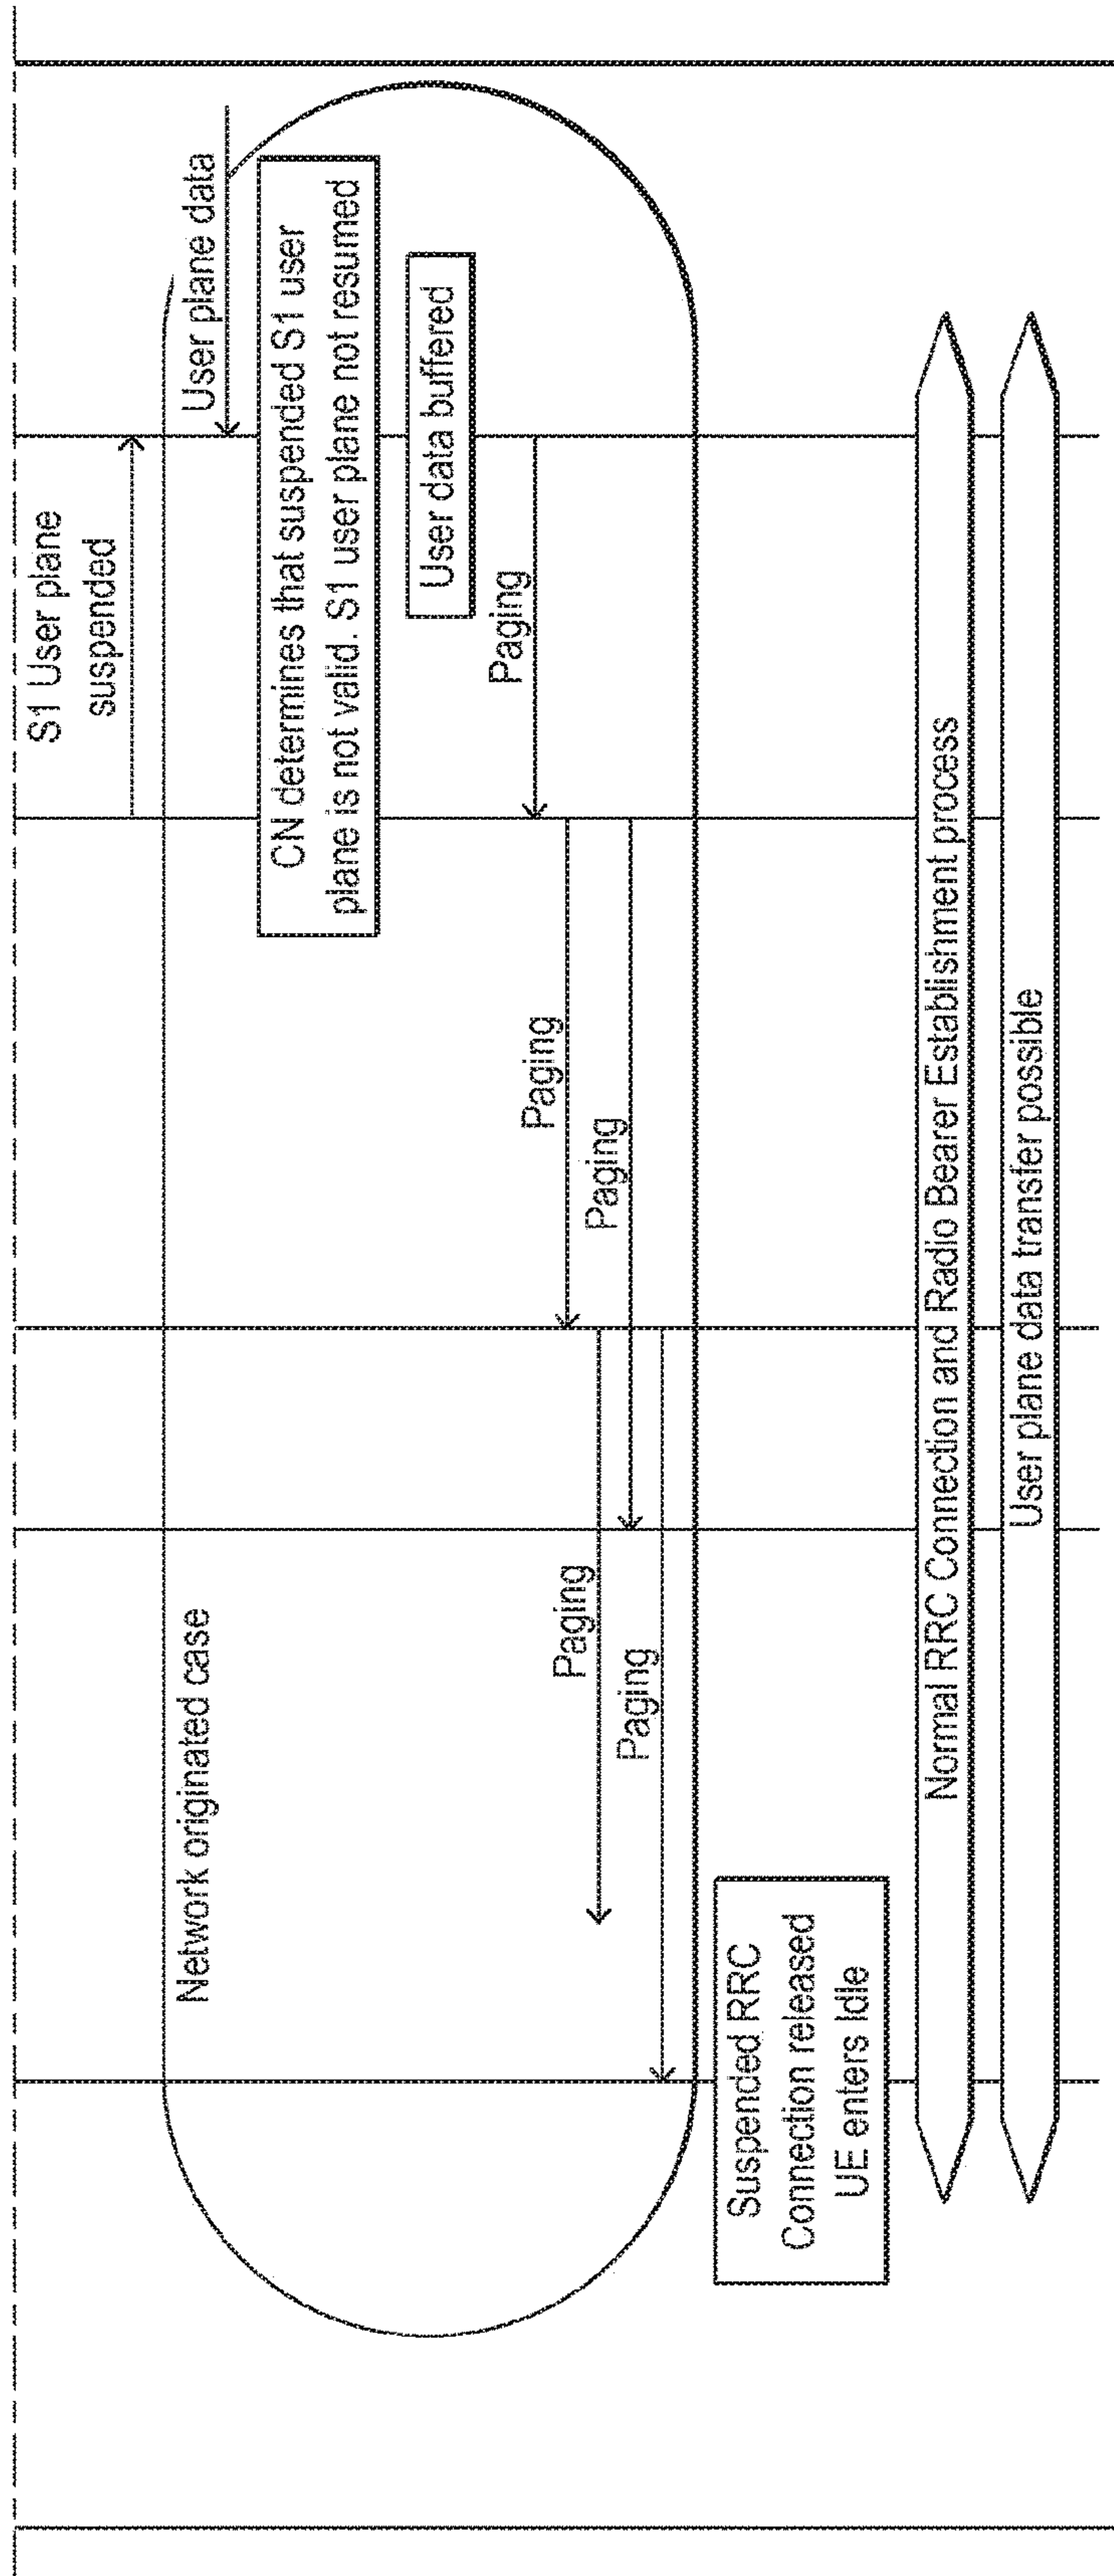 S1 User plane
suspended
User plane data
Network originated case
CN determines that suspended S1 user
plane is not valid. S1 user plane not resumed
User data buffered
Paging
Paging
Paging
Paging
Paging
Suspended RRC
Connection released
UE enters Idle
Normal RRC Connection and Radio Bearer Establishment process
User plane data transfer possible